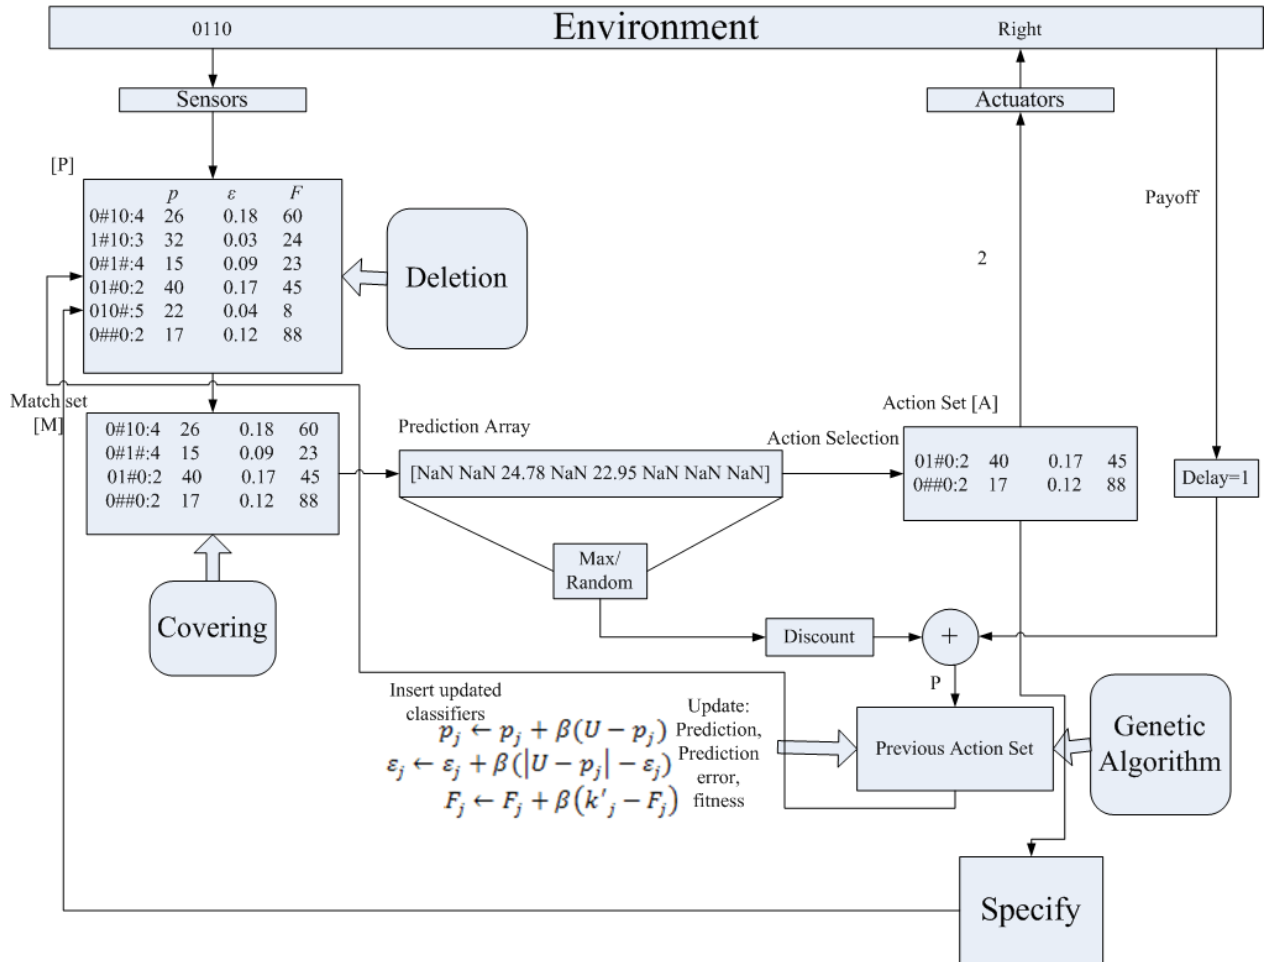 Environment
0110
Right
Sensors
Actuators
[P]
p ε F
0#10:4 26 0.18 60
1#10:3 32 0.03 24
0#1#:4 15 0.09 23
01#0:2 40 0.17 45
010#:5 22 0.04 8
0##0:2 17 0.12 88
Deletion
Payoff
2
Match set
[M]
0#10:4 26 0.18 60
0#1#:4 15 0.09 23
01#0:2 40 0.17 45
0##0:2 17 0.12 88
Prediction Array
[NaN NaN 24.78 NaN 22.95 NaN NaN NaN]
Action Selection
Action Set [A]
01#0:2 40 0.17 45
0##0:2 17 0.12 88
Delay=1
Max/
Random
Covering
Discount
+
P
Insert updated
classifiers
p_j ← p_j + β(U − p_j)
ε_j ← ε_j + β(|U − p_j| − ε_j)
F_j ← F_j + β(k'_j − F_j)
Update:
Prediction,
Prediction
error,
fitness
Previous Action Set
Genetic
Algorithm
Specify